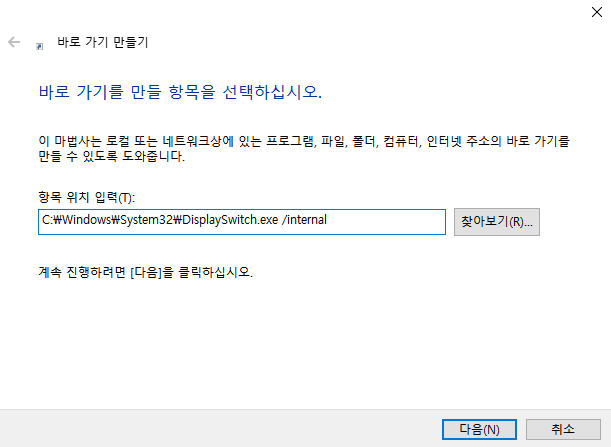 바로 가기 만들기
바로 가기를 만들 항목을 선택하십시오.
이 마법사는 로컬 또는 네트워크상에 있는 프로그램, 파일, 폴더, 컴퓨터, 인터넷 주소의 바로 가기를
만들 수 있도록 도와줍니다.
항목 위치 입력(T):
C:₩Windows₩System32₩DisplaySwitch.exe /internal
찾아보기(R)...
계속 진행하려면 [다음]을 클릭하십시오.
다음(N)
취소